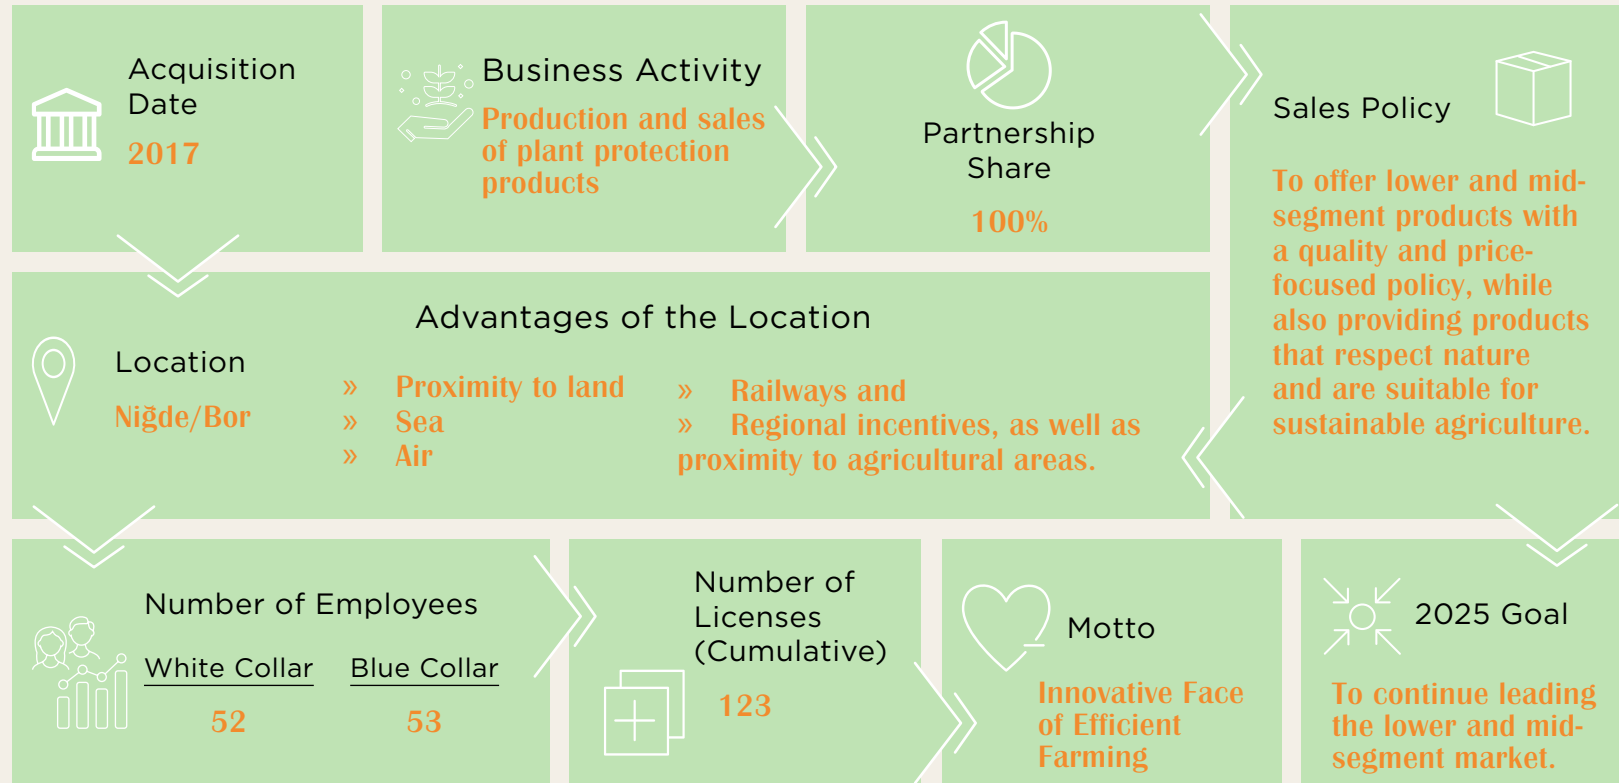 Acquisition
Date
2017
Business Activity
Production and sales
of plant protection
products
Partnership
Share
100%
Sales Policy
To offer lower and mid-
segment products with
a quality and price-
focused policy, while
also providing products
that respect nature
and are suitable for
sustainable agriculture.
Advantages of the Location
Location
Niğde/Bor
» Proximity to land
» Sea
» Air
» Railways and
» Regional incentives, as well as
proximity to agricultural areas.
Number of Employees
White Collar
52
Blue Collar
53
Number of
Licenses
(Cumulative)
123
Motto
Innovative Face
of Efficient
Farming
2025 Goal
To continue leading
the lower and mid-
segment market.